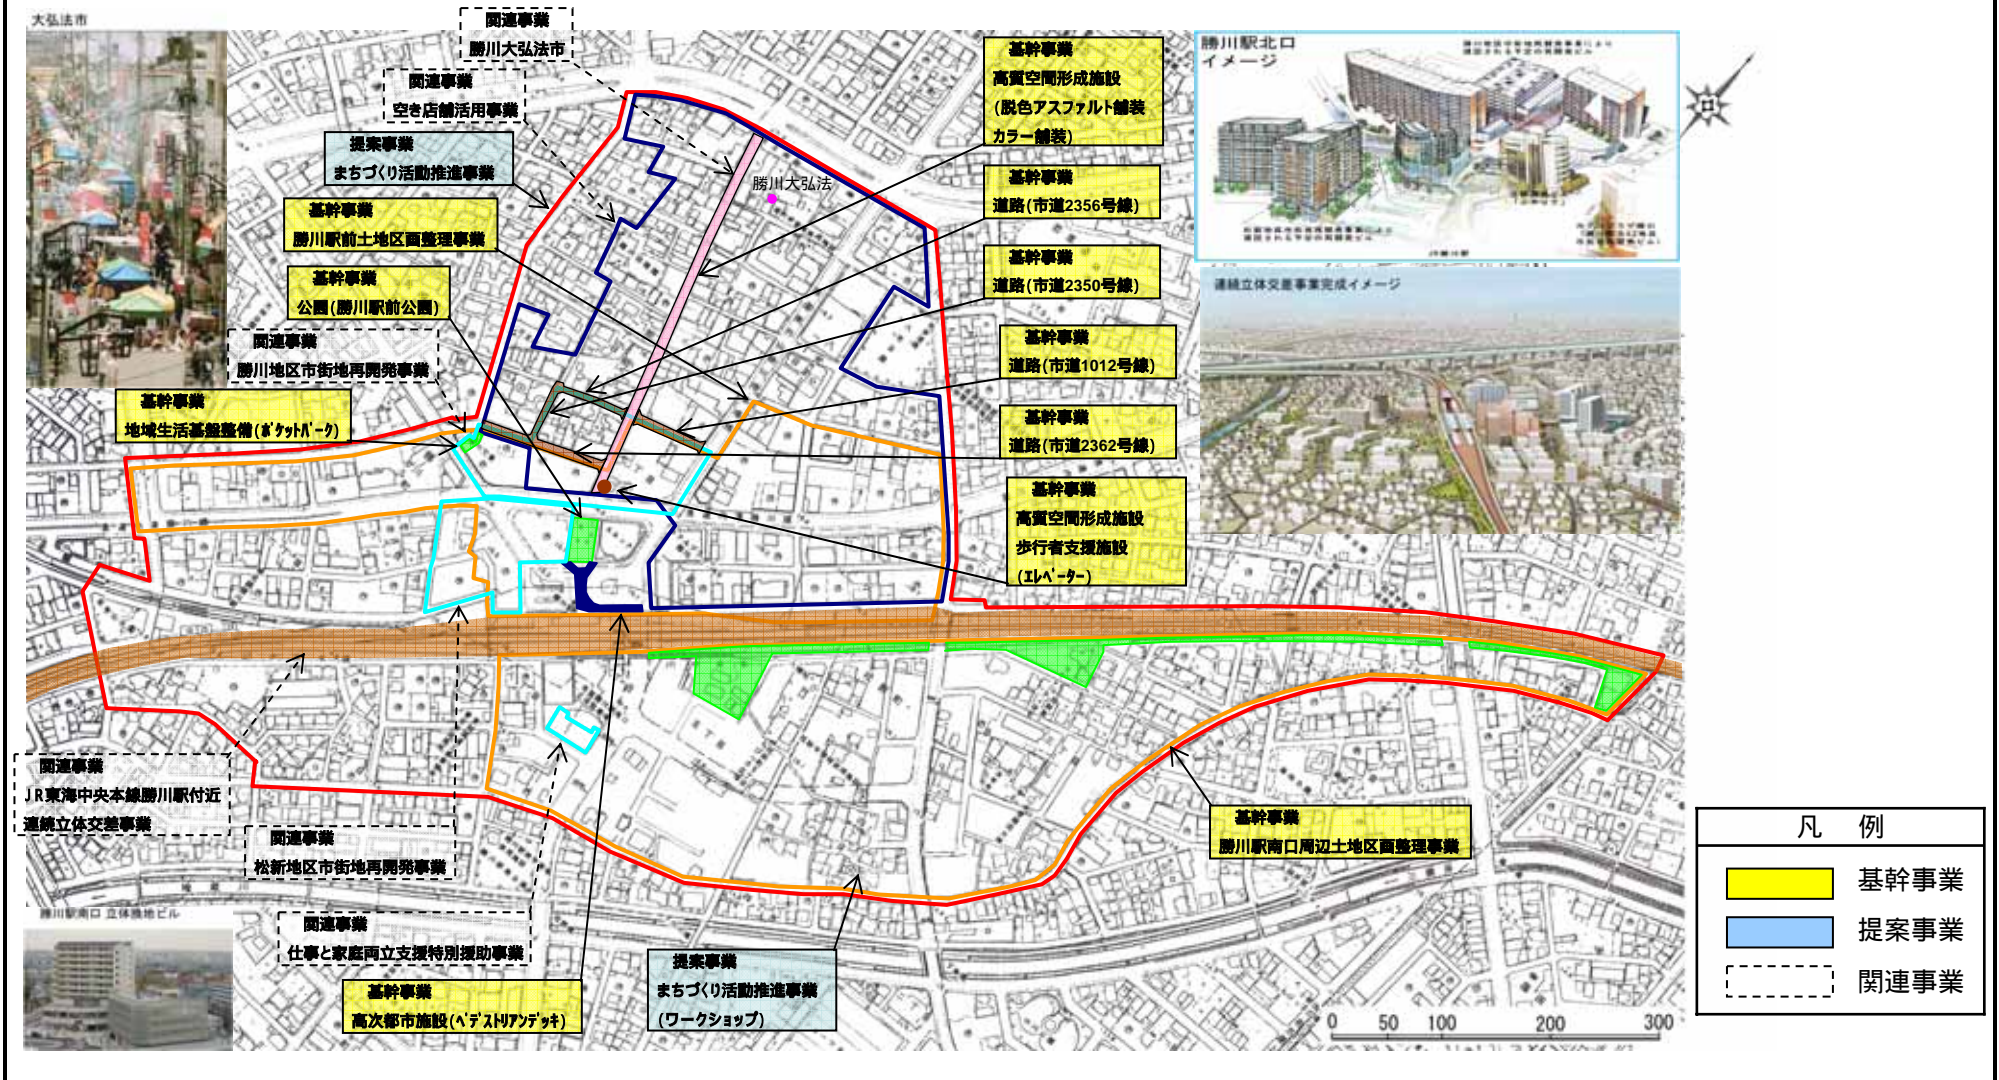 大弘法市
関連事業
勝川大弘法市
関連事業
空き店舗活用事業
提案事業
まちづくり活動推進事業
基幹事業
勝川駅前土地区画整理事業
基幹事業
公園(勝川駅前公園)
関連事業
勝川地区市街地再開発事業
基幹事業
地域生活基盤整備(ﾎﾟｹｯﾄﾊﾟｰｸ)
勝川大弘法
基幹事業
高質空間形成施設
(脱色アスファルト舗装
カラー舗装)
基幹事業
道路(市道2356号線)
基幹事業
道路(市道2350号線)
基幹事業
道路(市道1012号線)
基幹事業
道路(市道2362号線)
基幹事業
高質空間形成施設
歩行者支援施設
(ｴﾚﾍﾞｰﾀｰ)
勝川駅北口
イメージ
JR勝川駅
連続立体交差事業完成イメージ
関連事業
JR東海中央本線勝川駅付近
連続立体交差事業
関連事業
松新地区市街地再開発事業
勝川駅南口 立体換地ビル
関連事業
仕事と家庭両立支援特別援助事業
基幹事業
高次都市施設(ﾍﾟﾃﾞｽﾄﾘｱﾝﾃﾞｯｷ)
提案事業
まちづくり活動推進事業
(ワークショップ)
基幹事業
勝川駅南口周辺土地区画整理事業
0 50 100 200 300
凡 例
基幹事業
提案事業
関連事業